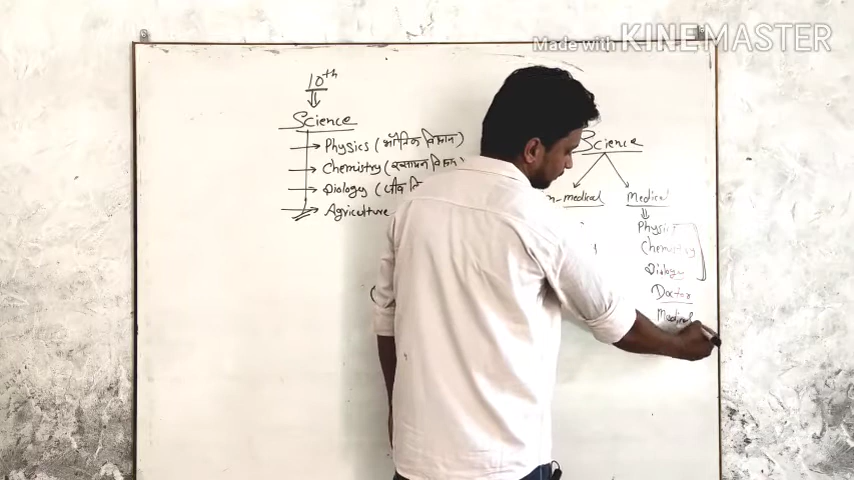 Made with KINEMASTER
10th
Science
Physics (भौतिक विज्ञान)
Chemistry (रसायन विज्ञान)
Biology (जीव वि
Agriculture
Science
n-medical
Medical
Physics
Chemistry
Biology
Doctor
Medical